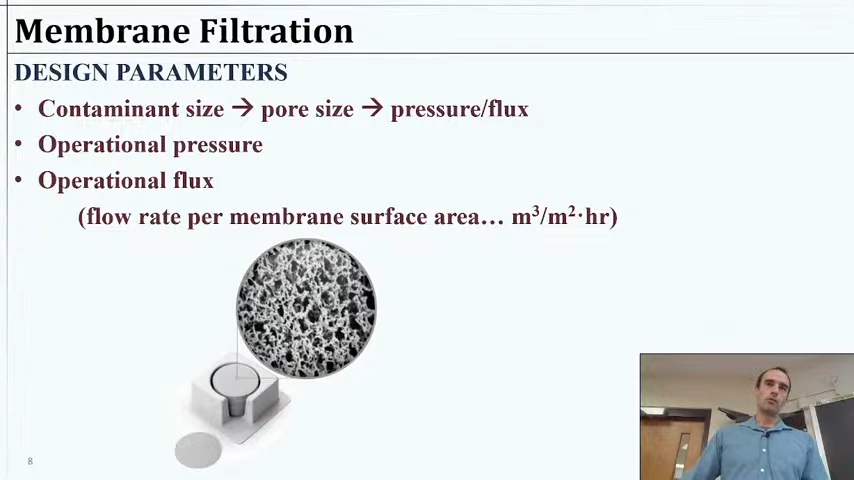 Membrane Filtration
DESIGN PARAMETERS
• Contaminant size → pore size → pressure/flux
• Operational pressure
• Operational flux
(flow rate per membrane surface area… m³/m²·hr)
8